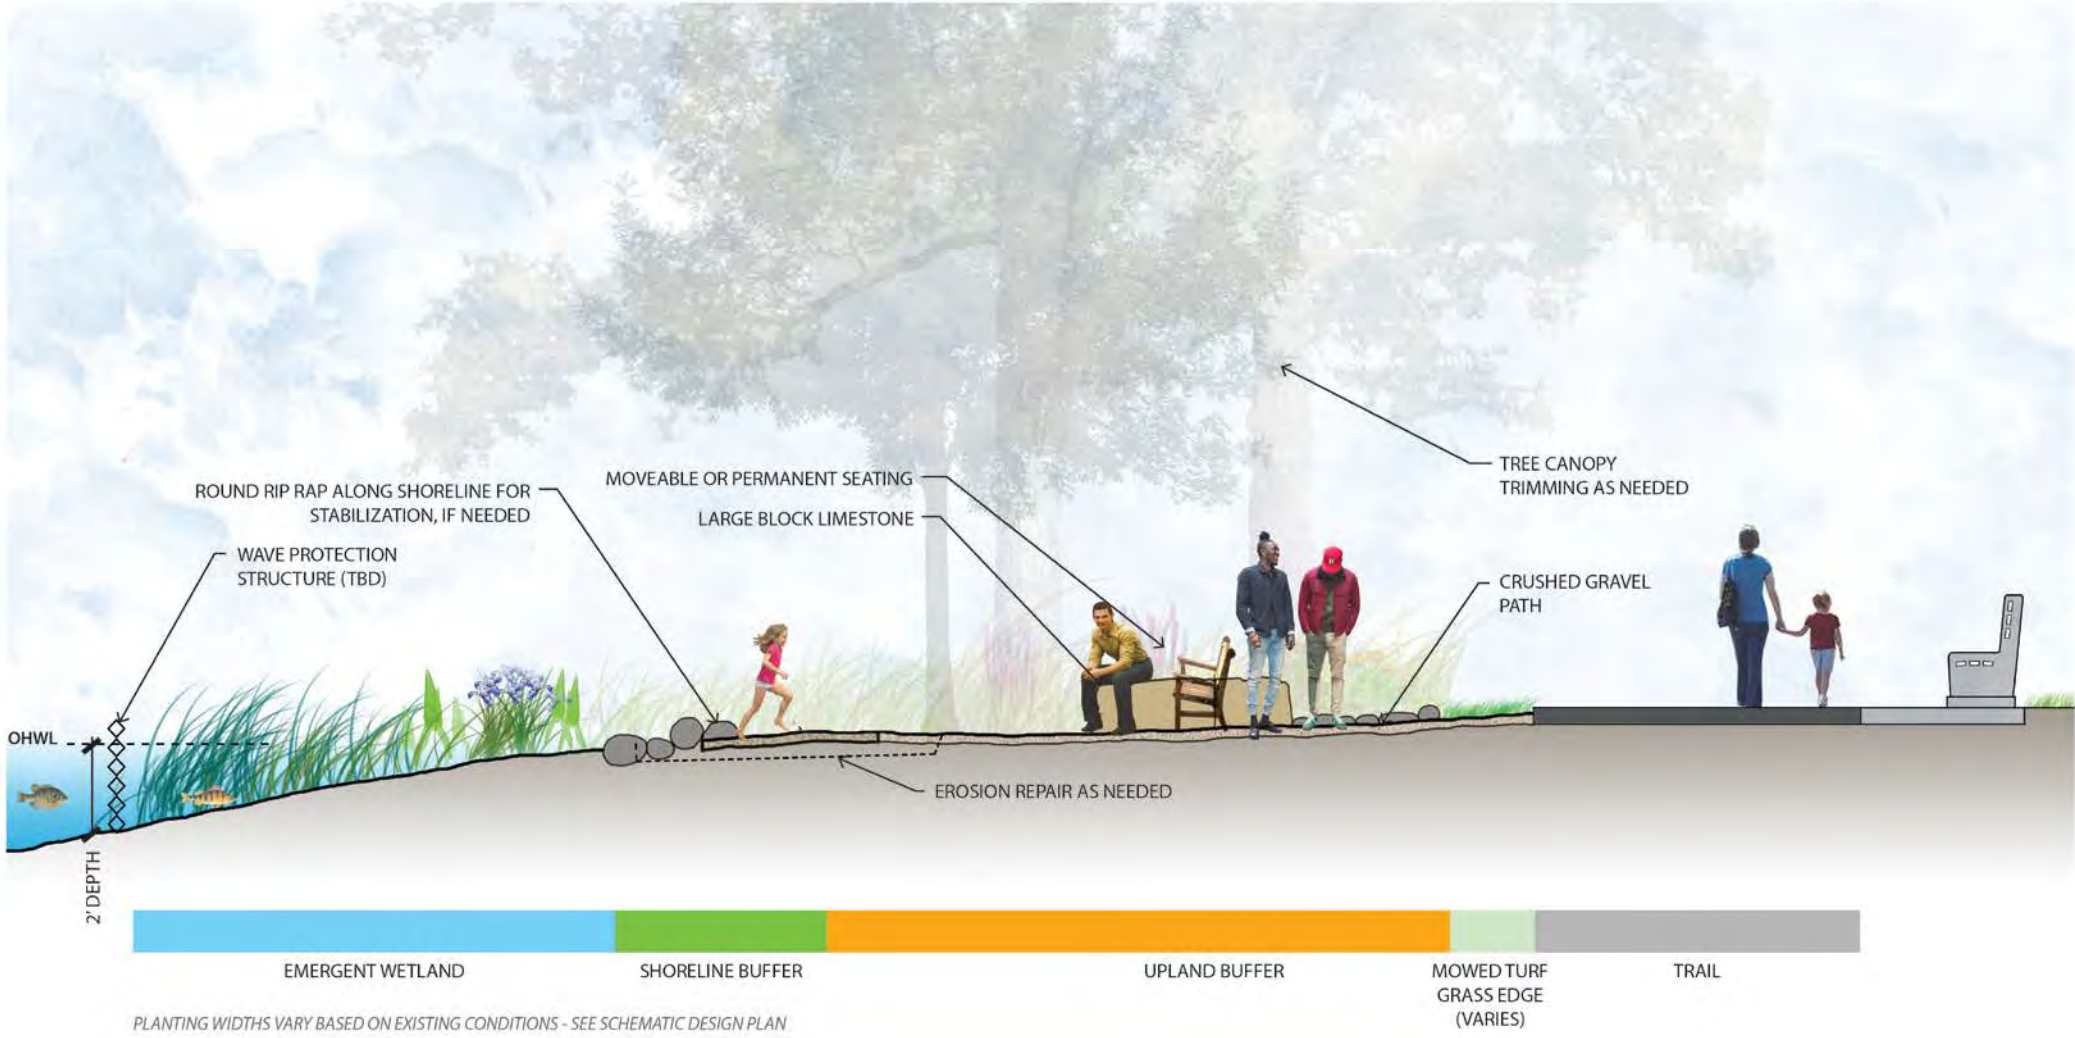 ROUND RIP RAP ALONG SHORELINE FOR
STABILIZATION, IF NEEDED
WAVE PROTECTION
STRUCTURE (TBD)
MOVEABLE OR PERMANENT SEATING
LARGE BLOCK LIMESTONE
TREE CANOPY
TRIMMING AS NEEDED
CRUSHED GRAVEL
PATH
OHWL
EROSION REPAIR AS NEEDED
2' DEPTH
EMERGENT WETLAND
SHORELINE BUFFER
UPLAND BUFFER
MOWED TURF
GRASS EDGE
(VARIES)
TRAIL
PLANTING WIDTHS VARY BASED ON EXISTING CONDITIONS - SEE SCHEMATIC DESIGN PLAN